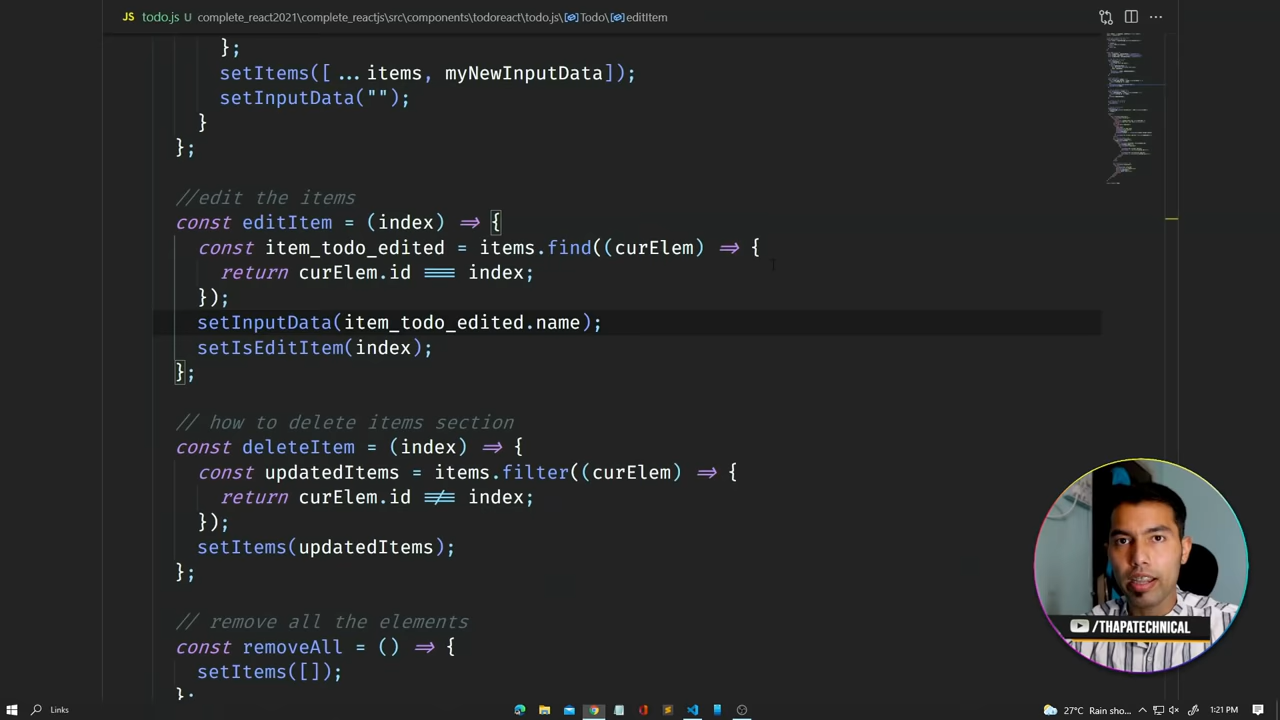 JS todo.js complete_react2021\complete_reactjs\src\components\todoreact\todo.js\Todo\editItem
};
setItems([...items, myNewInputData]);
setInputData("");
}
};
//edit the items
const editItem = (index) => {
const item_todo_edited = items.find((curElem) => {
return curElem.id === index;
});
setInputData(item_todo_edited.name);
setIsEditItem(index);
};
// how to delete items section
const deleteItem = (index) => {
const updatedItems = items.filter((curElem) => {
return curElem.id !== index;
});
setItems(updatedItems);
};
// remove all the elements
const removeAll = () => {
setItems([]);
};
/THAPATECHNICAL
Links
27°C Rain sho... 1:21 PM